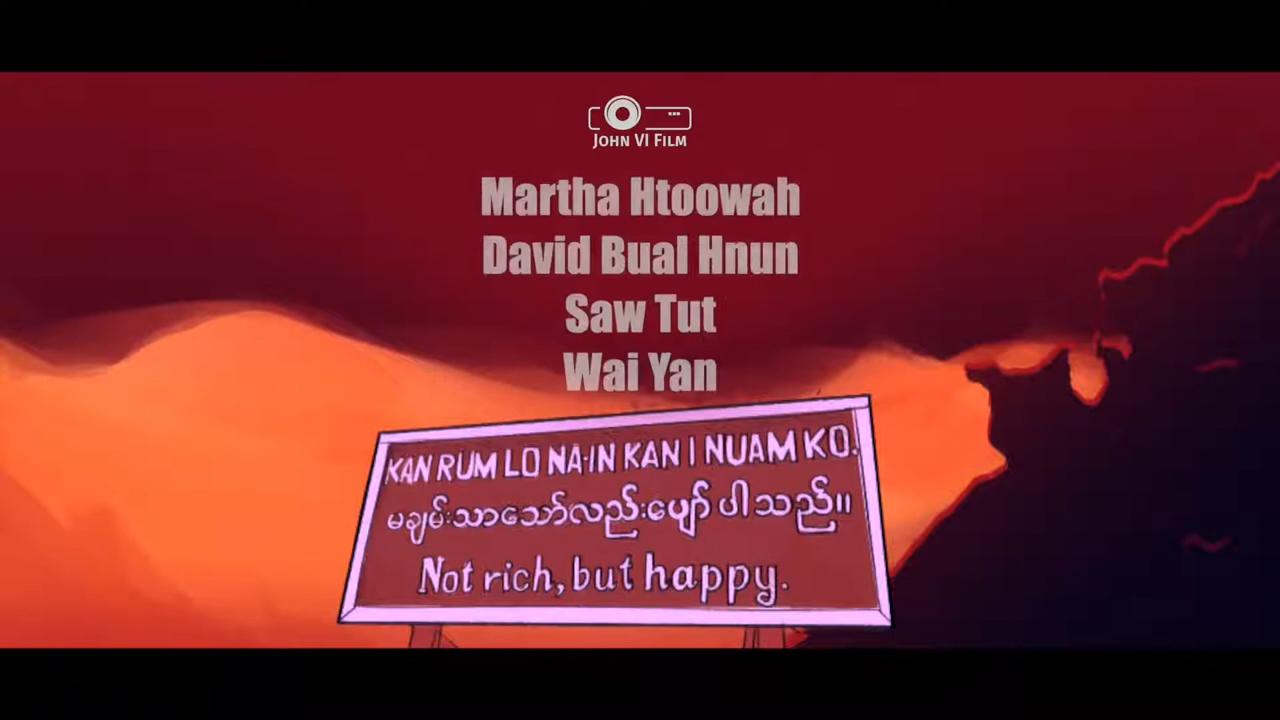 John VI Film
Martha Htoowah
David Bual Hnun
Saw Tut
Wai Yan
KAN RUM LO NA-IN KAN I NUAM KO.
မချမ်းသာသော်လည်းပျော်ပါသည်။
Not rich, but happy.